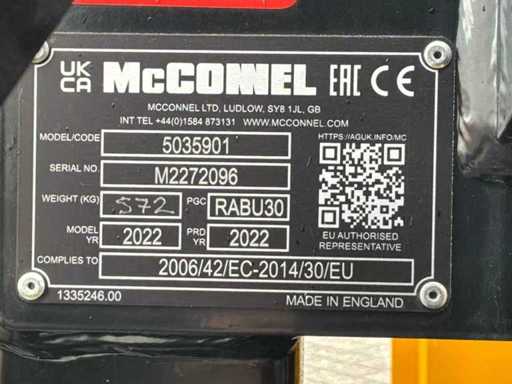 UK CA McCONNEL EAC CE
MCCONNEL LTD, LUDLOW, SY8 1JL, GB
INT TEL +44(0)1584 873131 WWW.MCCONNEL.COM
MODEL/CODE 5035901
HTTPS://AGUK.INFO/MC
SERIAL NO. M2272096
WEIGHT (KG) 572 PGC RABU30
MODEL YR 2022 PRD YR 2022
EU AUTHORISED
REPRESENTATIVE
COMPLIES TO 2006/42/EC-2014/30/EU
1335246.00 MADE IN ENGLAND